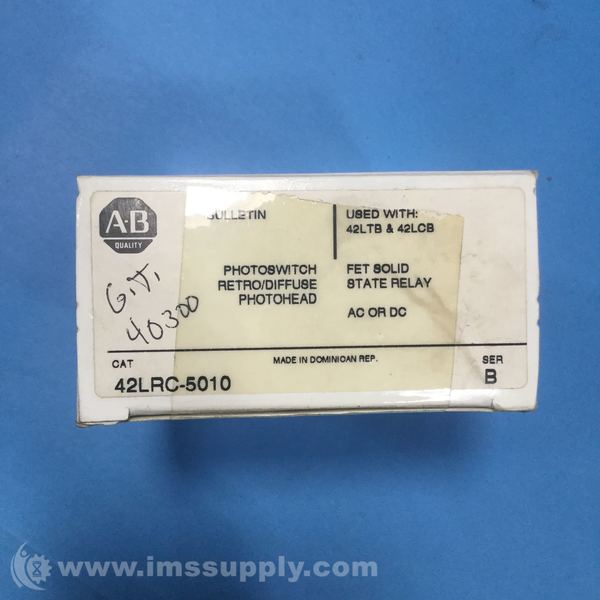 A-B
QUALITY
BULLETIN
USED WITH:
42LTB & 42LCB
PHOTOSWITCH
RETRO/DIFFUSE
PHOTOHEAD
FET SOLID
STATE RELAY
AC OR DC
40300
CAT
42LRC-5010
MADE IN DOMINICAN REP.
SER
B
www.imssupply.com